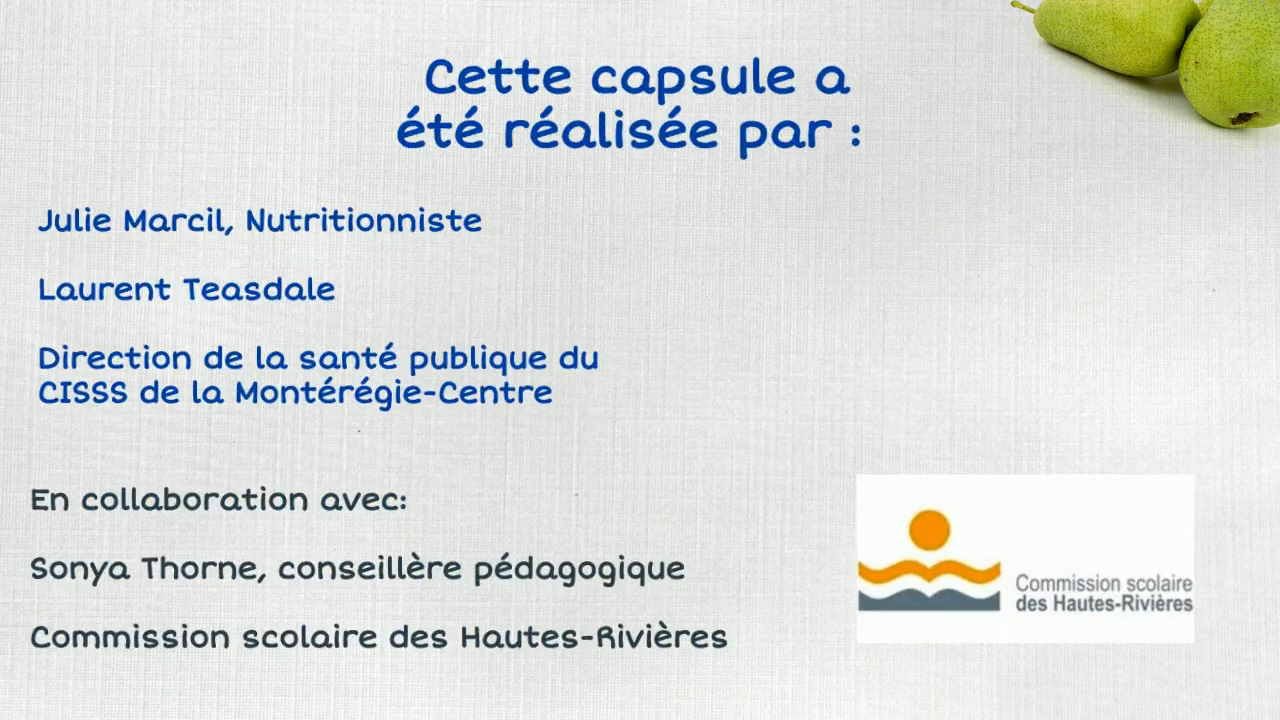 Cette capsule a
été réalisée par :
Julie Marcil, Nutritionniste
Laurent Teasdale
Direction de la santé publique du
CISSS de la Montérégie-Centre
En collaboration avec:
Sonya Thorne, conseillère pédagogique
Commission scolaire des Hautes-Rivières
Commission scolaire
des Hautes-Rivières